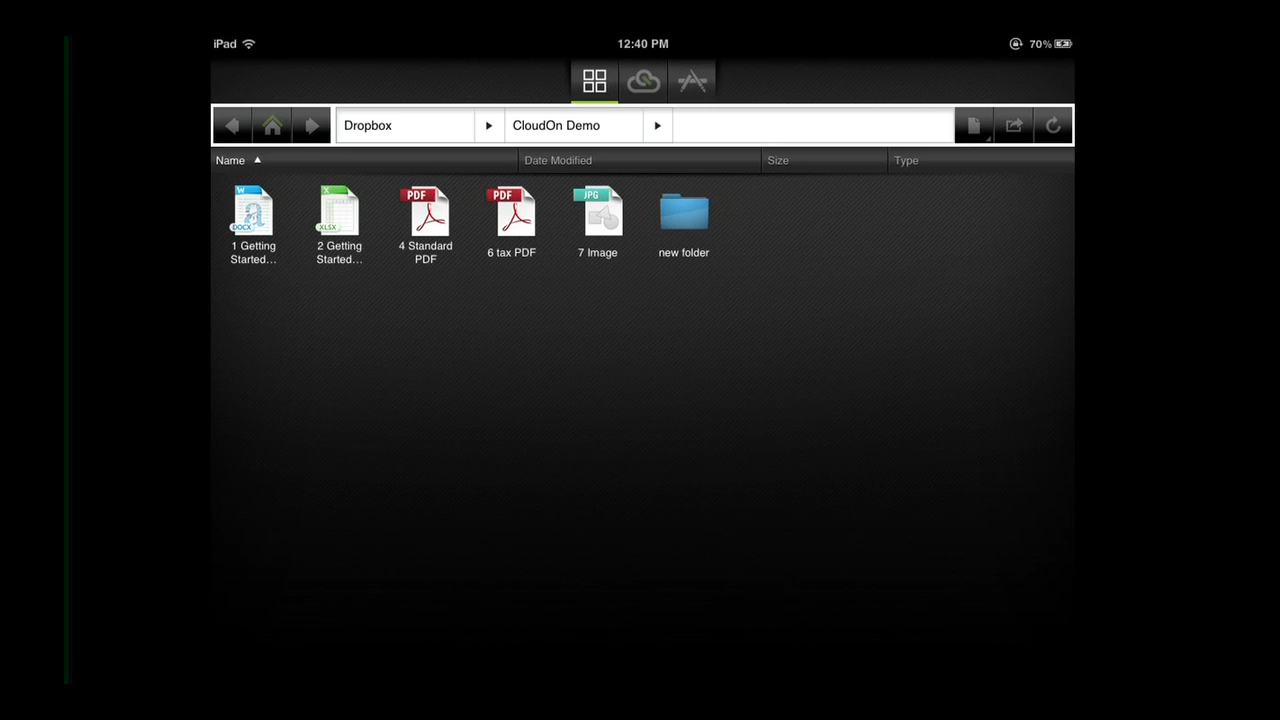 iPad 12:40 PM 70%
Dropbox CloudOn Demo
Name Date Modified Size Type
W X PDF PDF JPG
DOCX XLSX
1 Getting Started... 2 Getting Started... 4 Standard PDF 6 tax PDF 7 Image new folder